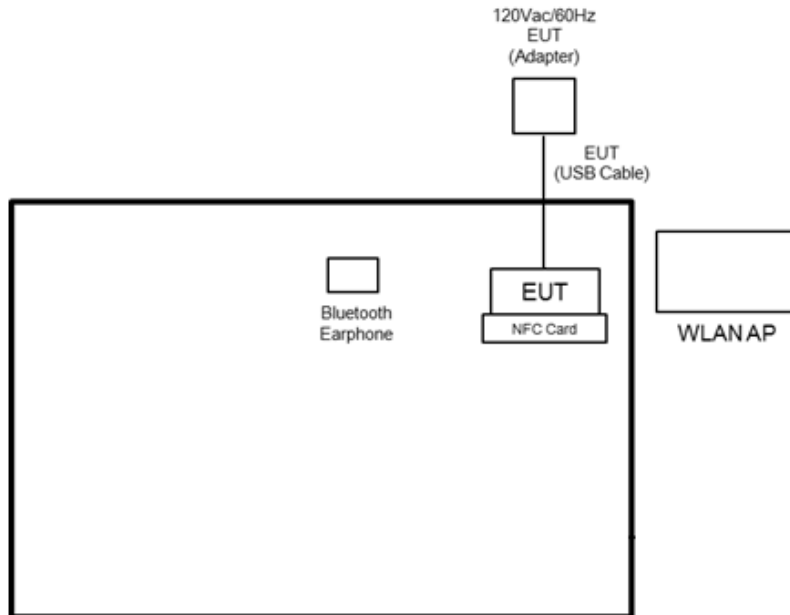 120Vac/60Hz
EUT
(Adapter)
EUT
(USB Cable)
Bluetooth
Earphone
EUT
NFC Card
WLAN AP